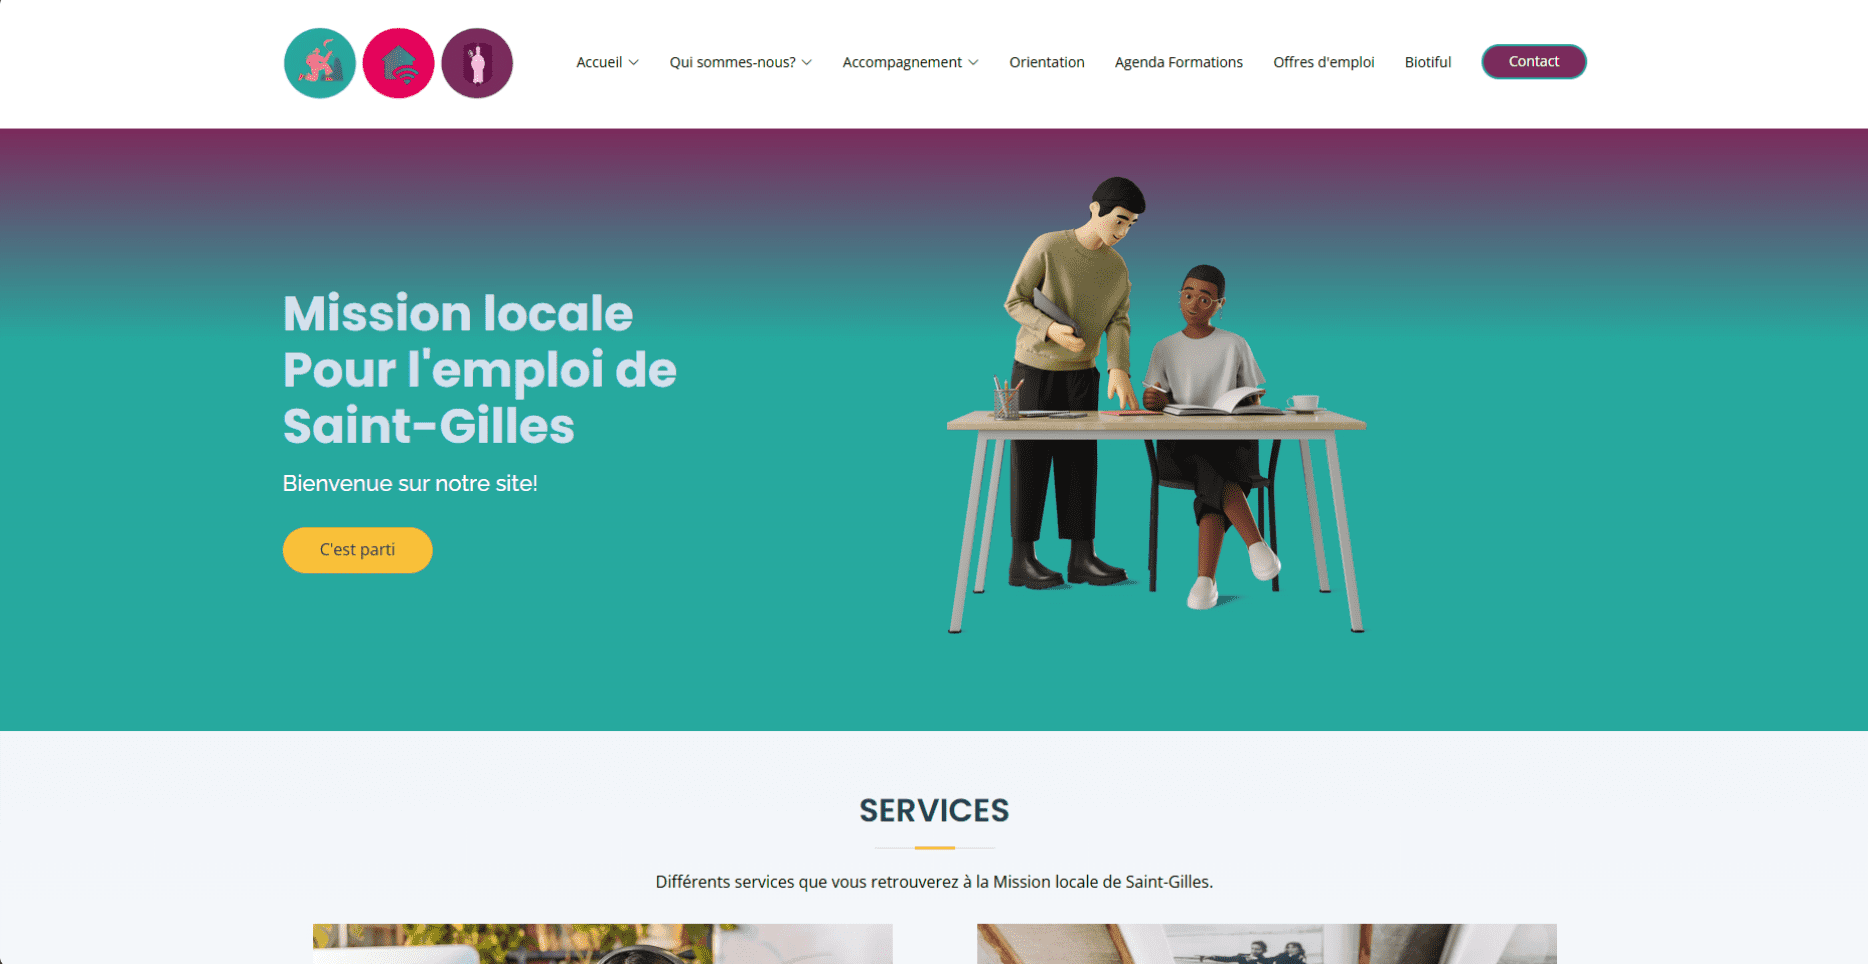 Accueil
Qui sommes-nous?
Accompagnement
Orientation
Agenda Formations
Offres d'emploi
Biotiful
Contact
Mission locale
Pour l'emploi de
Saint-Gilles
Bienvenue sur notre site!
C'est parti
SERVICES
Différents services que vous retrouverez à la Mission locale de Saint-Gilles.